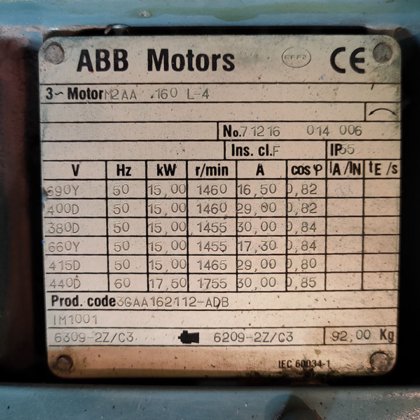 ABB Motors EFF2 CE
3~Motor M2AA 160 L-4
No. 71216 014 006
Ins. cl. F IP 55
V Hz kW r/min A cos φ IA/IN tE/s
690Y 50 15,00 1460 16,50 0,82
400D 50 15,00 1460 29,00 0,82
380D 50 15,00 1455 30,00 0,84
660Y 50 15,00 1455 17,30 0,84
415D 50 15,00 1465 29,00 0,80
440D 60 17,50 1755 30,00 0,85
Prod. code 3GAA162112-ADB
IM1001
6309-2Z/C3 6209-2Z/C3 92,00 Kg
IEC 60034-1